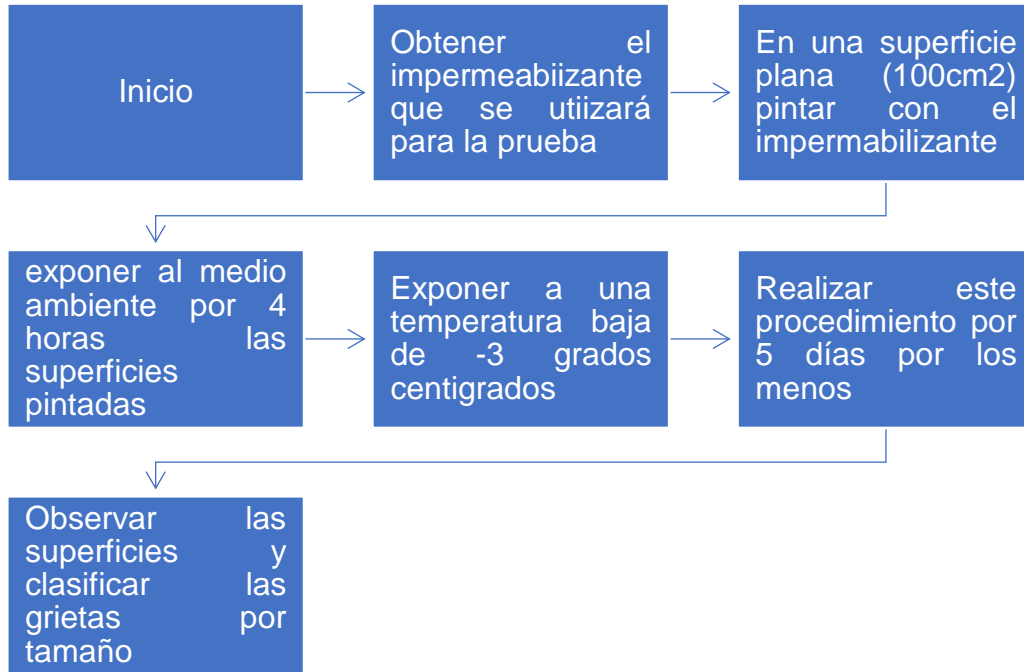 Inicio
Obtener el
impermeabiizante
que se utiizará
para la prueba
En una superficie
plana (100cm2)
pintar con el
impermabilizante
exponer al medio
ambiente por 4
horas las
superficies
pintadas
Exponer a una
temperatura baja
de -3 grados
centigrados
Realizar este
procedimiento por
5 días por los
menos
Observar las
superficies y
clasificar las
grietas por
tamaño